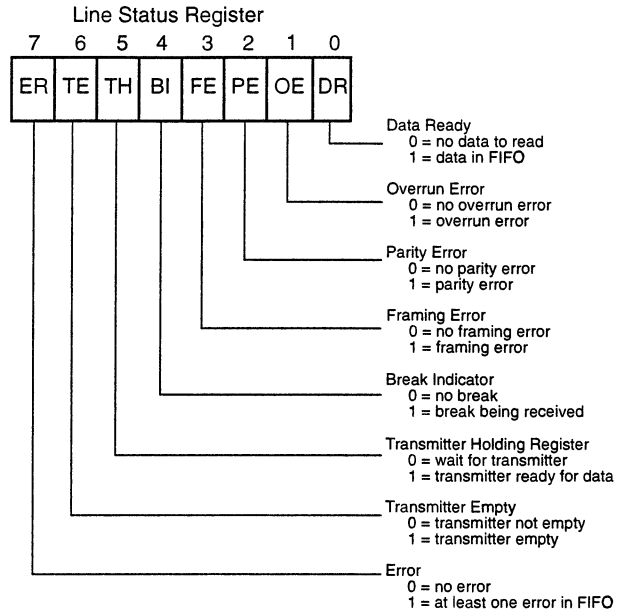 Line Status Register
7 6 5 4 3 2 1 0
ER TE TH BI FE PE OE DR
Data Ready
0 = no data to read
1 = data in FIFO
Overrun Error
0 = no overrun error
1 = overrun error
Parity Error
0 = no parity error
1 = parity error
Framing Error
0 = no framing error
1 = framing error
Break Indicator
0 = no break
1 = break being received
Transmitter Holding Register
0 = wait for transmitter
1 = transmitter ready for data
Transmitter Empty
0 = transmitter not empty
1 = transmitter empty
Error
0 = no error
1 = at least one error in FIFO